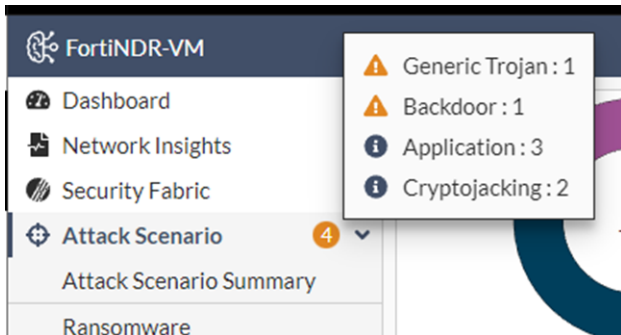 FortiNDR-VM
Generic Trojan : 1
Backdoor : 1
Application : 3
Cryptojacking : 2
Dashboard
Network Insights
Security Fabric
Attack Scenario 4
Attack Scenario Summary
Ransomware